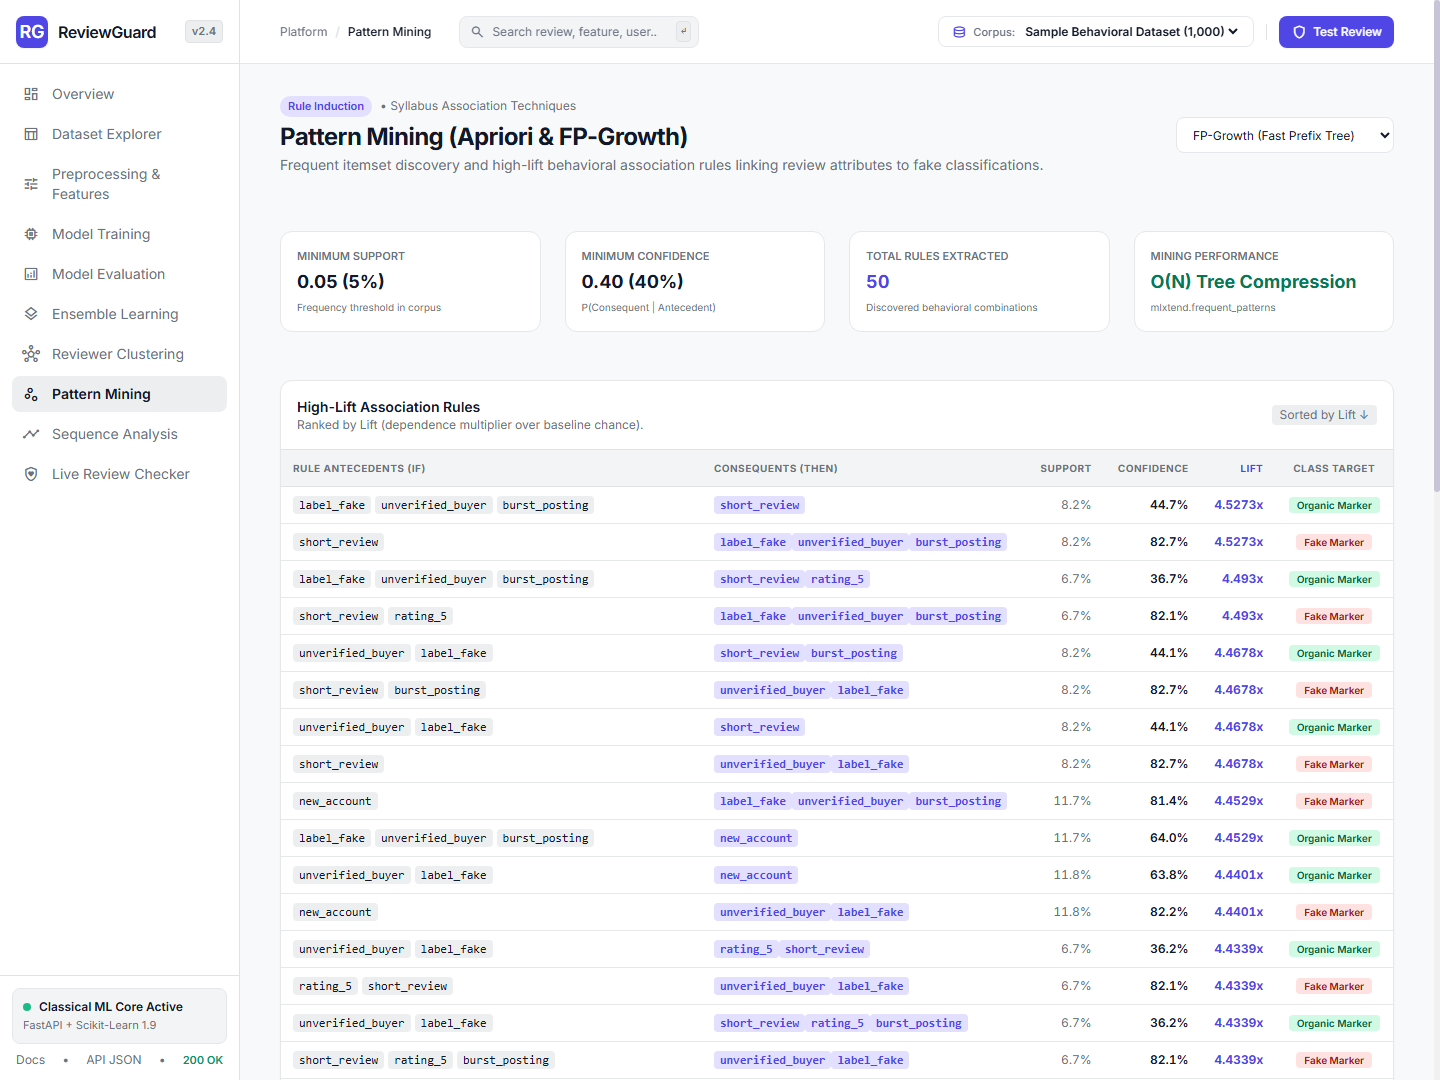 RG ReviewGuard v2.4
Platform / Pattern Mining
Search review, feature, user..
Corpus: Sample Behavioral Dataset (1,000)
Test Review
Overview
Dataset Explorer
Preprocessing &
Features
Model Training
Model Evaluation
Ensemble Learning
Reviewer Clustering
Pattern Mining
Sequence Analysis
Live Review Checker
Classical ML Core Active
FastAPI + Scikit-Learn 1.9
Docs • API JSON • 200 OK
Rule Induction • Syllabus Association Techniques
Pattern Mining (Apriori & FP-Growth)
Frequent itemset discovery and high-lift behavioral association rules linking review attributes to fake classifications.
FP-Growth (Fast Prefix Tree)
MINIMUM SUPPORT
0.05 (5%)
Frequency threshold in corpus
MINIMUM CONFIDENCE
0.40 (40%)
P(Consequent | Antecedent)
TOTAL RULES EXTRACTED
50
Discovered behavioral combinations
MINING PERFORMANCE
O(N) Tree Compression
mlxtend.frequent_patterns
High-Lift Association Rules
Ranked by Lift (dependence multiplier over baseline chance).
Sorted by Lift ↓
RULE ANTECEDENTS (IF) CONSEQUENTS (THEN) SUPPORT CONFIDENCE LIFT CLASS TARGET
label_fake unverified_buyer burst_posting short_review 8.2% 44.7% 4.5273x Organic Marker
short_review label_fake unverified_buyer burst_posting 8.2% 82.7% 4.5273x Fake Marker
label_fake unverified_buyer burst_posting short_review rating_5 6.7% 36.7% 4.493x Organic Marker
short_review rating_5 label_fake unverified_buyer burst_posting 6.7% 82.1% 4.493x Fake Marker
unverified_buyer label_fake short_review burst_posting 8.2% 44.1% 4.4678x Organic Marker
short_review burst_posting unverified_buyer label_fake 8.2% 82.7% 4.4678x Fake Marker
unverified_buyer label_fake short_review 8.2% 44.1% 4.4678x Organic Marker
short_review unverified_buyer label_fake 8.2% 82.7% 4.4678x Fake Marker
new_account label_fake unverified_buyer burst_posting 11.7% 81.4% 4.4529x Fake Marker
label_fake unverified_buyer burst_posting new_account 11.7% 64.0% 4.4529x Organic Marker
unverified_buyer label_fake new_account 11.8% 63.8% 4.4401x Organic Marker
new_account unverified_buyer label_fake 11.8% 82.2% 4.4401x Fake Marker
unverified_buyer label_fake rating_5 short_review 6.7% 36.2% 4.4339x Organic Marker
rating_5 short_review unverified_buyer label_fake 6.7% 82.1% 4.4339x Fake Marker
unverified_buyer label_fake short_review rating_5 burst_posting 6.7% 36.2% 4.4339x Organic Marker
short_review rating_5 burst_posting unverified_buyer label_fake 6.7% 82.1% 4.4339x Fake Marker